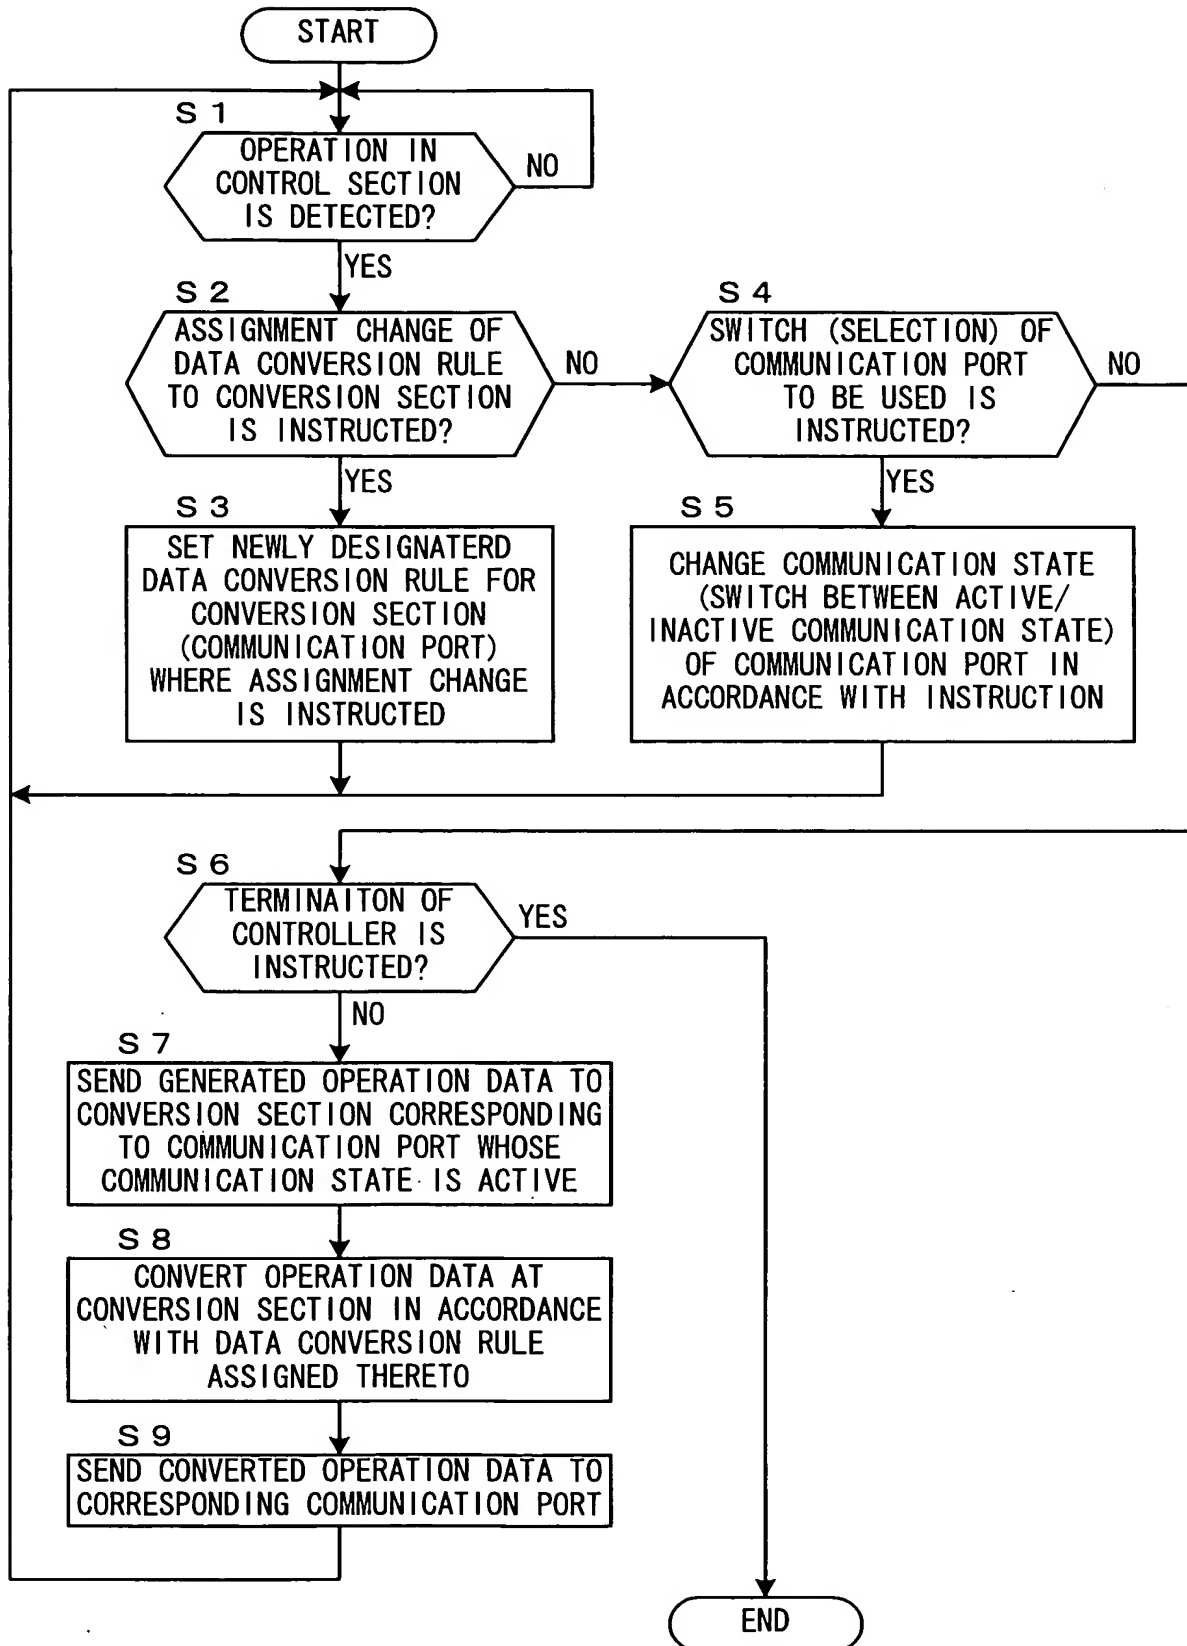 START
S 1
OPERATION IN
CONTROL SECTION
IS DETECTED?
NO
YES
S 2
ASSIGNMENT CHANGE OF
DATA CONVERSION RULE
TO CONVERSION SECTION
IS INSTRUCTED?
NO
YES
S 4
SWITCH (SELECTION) OF
COMMUNICATION PORT
TO BE USED IS
INSTRUCTED?
NO
YES
S 3
SET NEWLY DESIGNATERD
DATA CONVERSION RULE FOR
CONVERSION SECTION
(COMMUNICATION PORT)
WHERE ASSIGNMENT CHANGE
IS INSTRUCTED
S 5
CHANGE COMMUNICATION STATE
(SWITCH BETWEEN ACTIVE/
INACTIVE COMMUNICATION STATE)
OF COMMUNICATION PORT IN
ACCORDANCE WITH INSTRUCTION
S 6
TERMINAITON OF
CONTROLLER IS
INSTRUCTED?
YES
NO
S 7
SEND GENERATED OPERATION DATA TO
CONVERSION SECTION CORRESPONDING
TO COMMUNICATION PORT WHOSE
COMMUNICATION STATE IS ACTIVE
S 8
CONVERT OPERATION DATA AT
CONVERSION SECTION IN ACCORDANCE
WITH DATA CONVERSION RULE
ASSIGNED THERETO
S 9
SEND CONVERTED OPERATION DATA TO
CORRESPONDING COMMUNICATION PORT
END